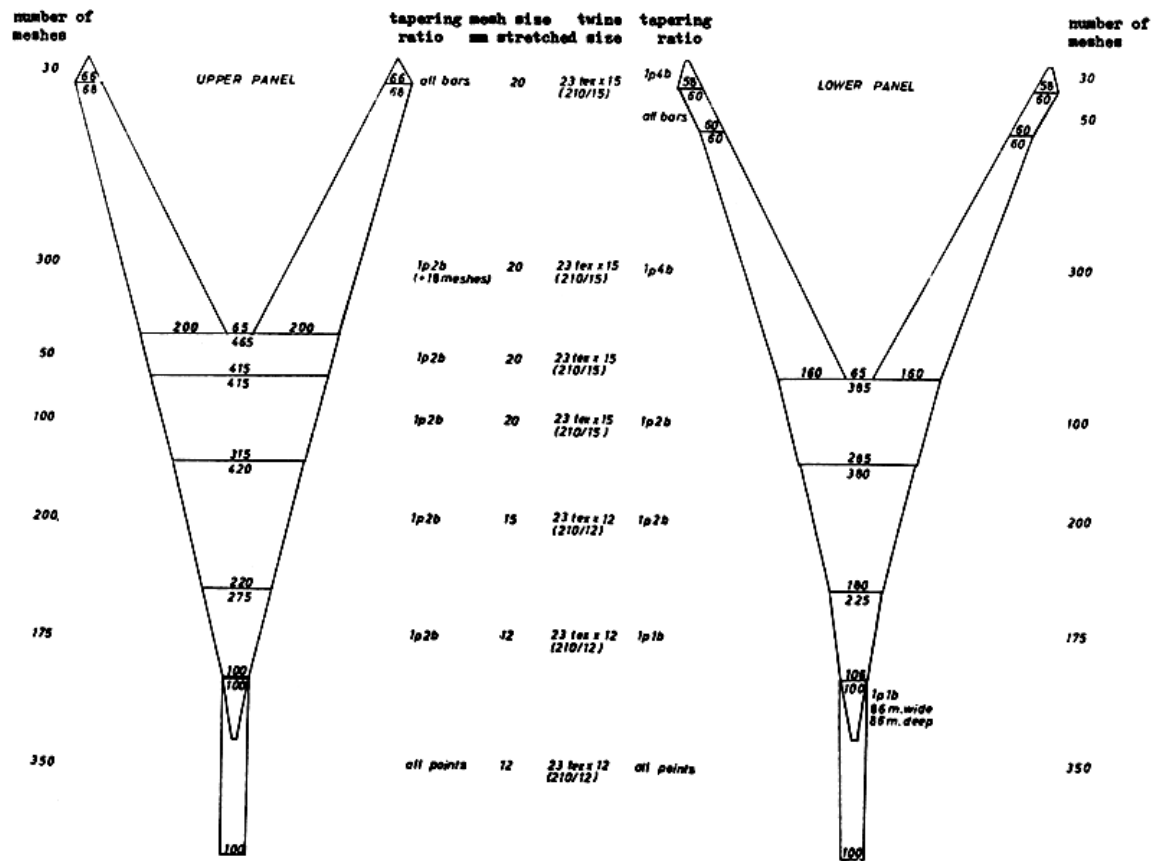 number of meshes
tapering ratio
mesh size mm stretched
twine size
tapering ratio
number of meshes
UPPER PANEL
LOWER PANEL
30
66
68
66
68
all bars
20
23 tex x 15
(210/15)
1p4b
58
60
58
60
30
all bars
60
60
60
60
50
300
1p2b
(+18 meshes)
20
23 tex x 15
(210/15)
1p4b
300
200
65
200
465
50
1p2b
20
23 tex x 15
(210/15)
415
415
160
65
160
385
100
1p2b
20
23 tex x 15
(210/15)
1p2b
100
315
420
285
380
200
1p2b
15
23 tex x 12
(210/12)
1p2b
200
220
275
180
225
175
1p2b
12
23 tex x 12
(210/12)
1p1b
175
100
100
100
1p1b
86 m. wide
86 m. deep
350
all points
12
23 tex x 12
(210/12)
all points
350
100
100